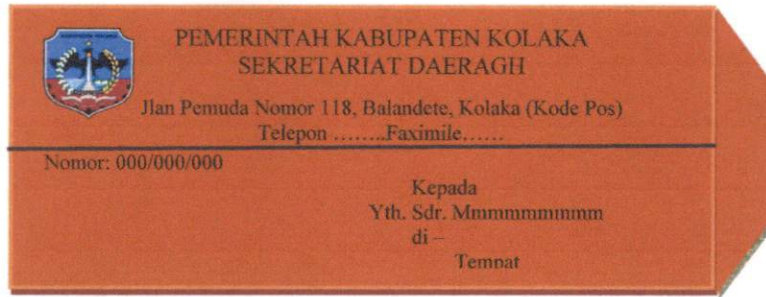 PEMERINTAH KABUPATEN KOLAKA
SEKRETARIAT DAERAGH
Jlan Pemuda Nomor 118, Balandete, Kolaka (Kode Pos)
Telepon ........Faximile......
Nomor: 000/000/000
Kepada
Yth. Sdr. Mmmmmmmmm
di –
Tempat